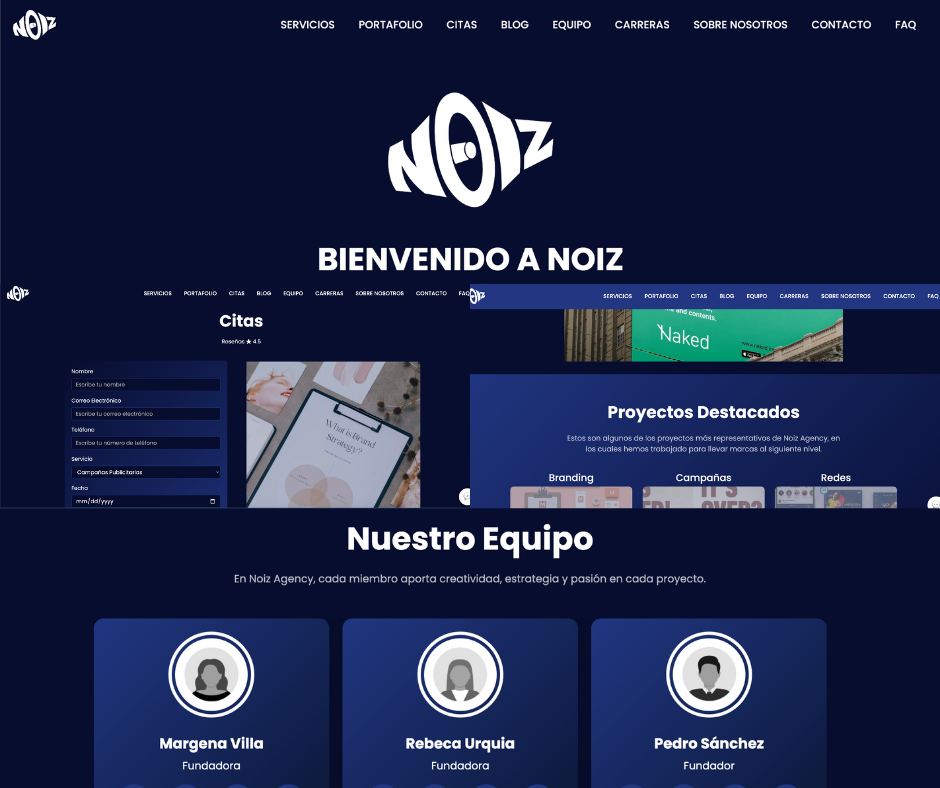 NOIZ
SERVICIOS PORTAFOLIO CITAS BLOG EQUIPO CARRERAS SOBRE NOSOTROS CONTACTO FAQ
NOIZ
BIENVENIDO A NOIZ
NOIZ
SERVICIOS PORTAFOLIO CITAS BLOG EQUIPO CARRERAS SOBRE NOSOTROS CONTACTO FAQ
Citas
Reseñas ★ 4.5
Nombre
Escribe tu nombre
Correo Electrónico
Escribe tu correo electrónico
Teléfono
Escribe tu número de teléfono
Servicio
Campañas Publicitarias
Fecha
mm/dd/yyyy
What is Brand
Strategy?
SERVICIOS PORTAFOLIO CITAS BLOG EQUIPO CARRERAS SOBRE NOSOTROS CONTACTO FAQ
and contents.
Naked
Proyectos Destacados
Estos son algunos de los proyectos más representativos de Noiz Agency, en
los cuales hemos trabajado para llevar marcas al siguiente nivel.
Branding
Campañas
Redes
Nuestro Equipo
En Noiz Agency, cada miembro aporta creatividad, estrategia y pasión en cada proyecto.
Margena Villa
Fundadora
Rebeca Urquia
Fundadora
Pedro Sánchez
Fundador